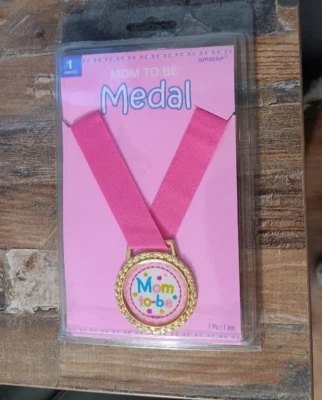 1
amscan
MOM TO BE
Medal
Mom
to-be